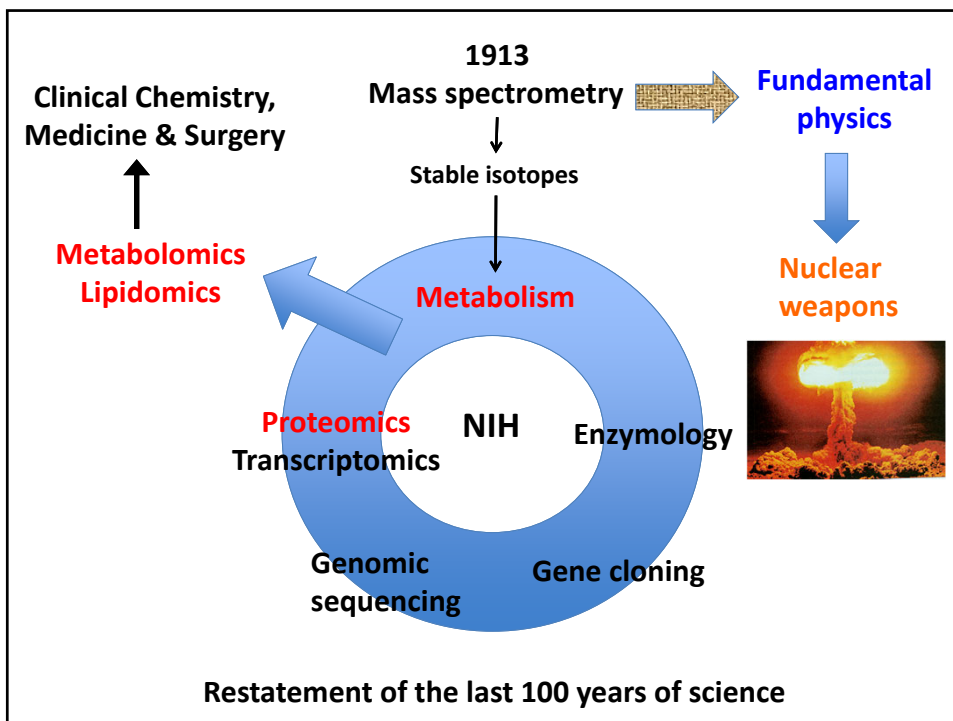 1913
Mass spectrometry
Fundamental
physics
Clinical Chemistry,
Medicine & Surgery
Stable isotopes
Metabolomics
Lipidomics
Metabolism
Nuclear
weapons
Proteomics
Transcriptomics
NIH
Enzymology
Genomic
sequencing
Gene cloning
Restatement of the last 100 years of science